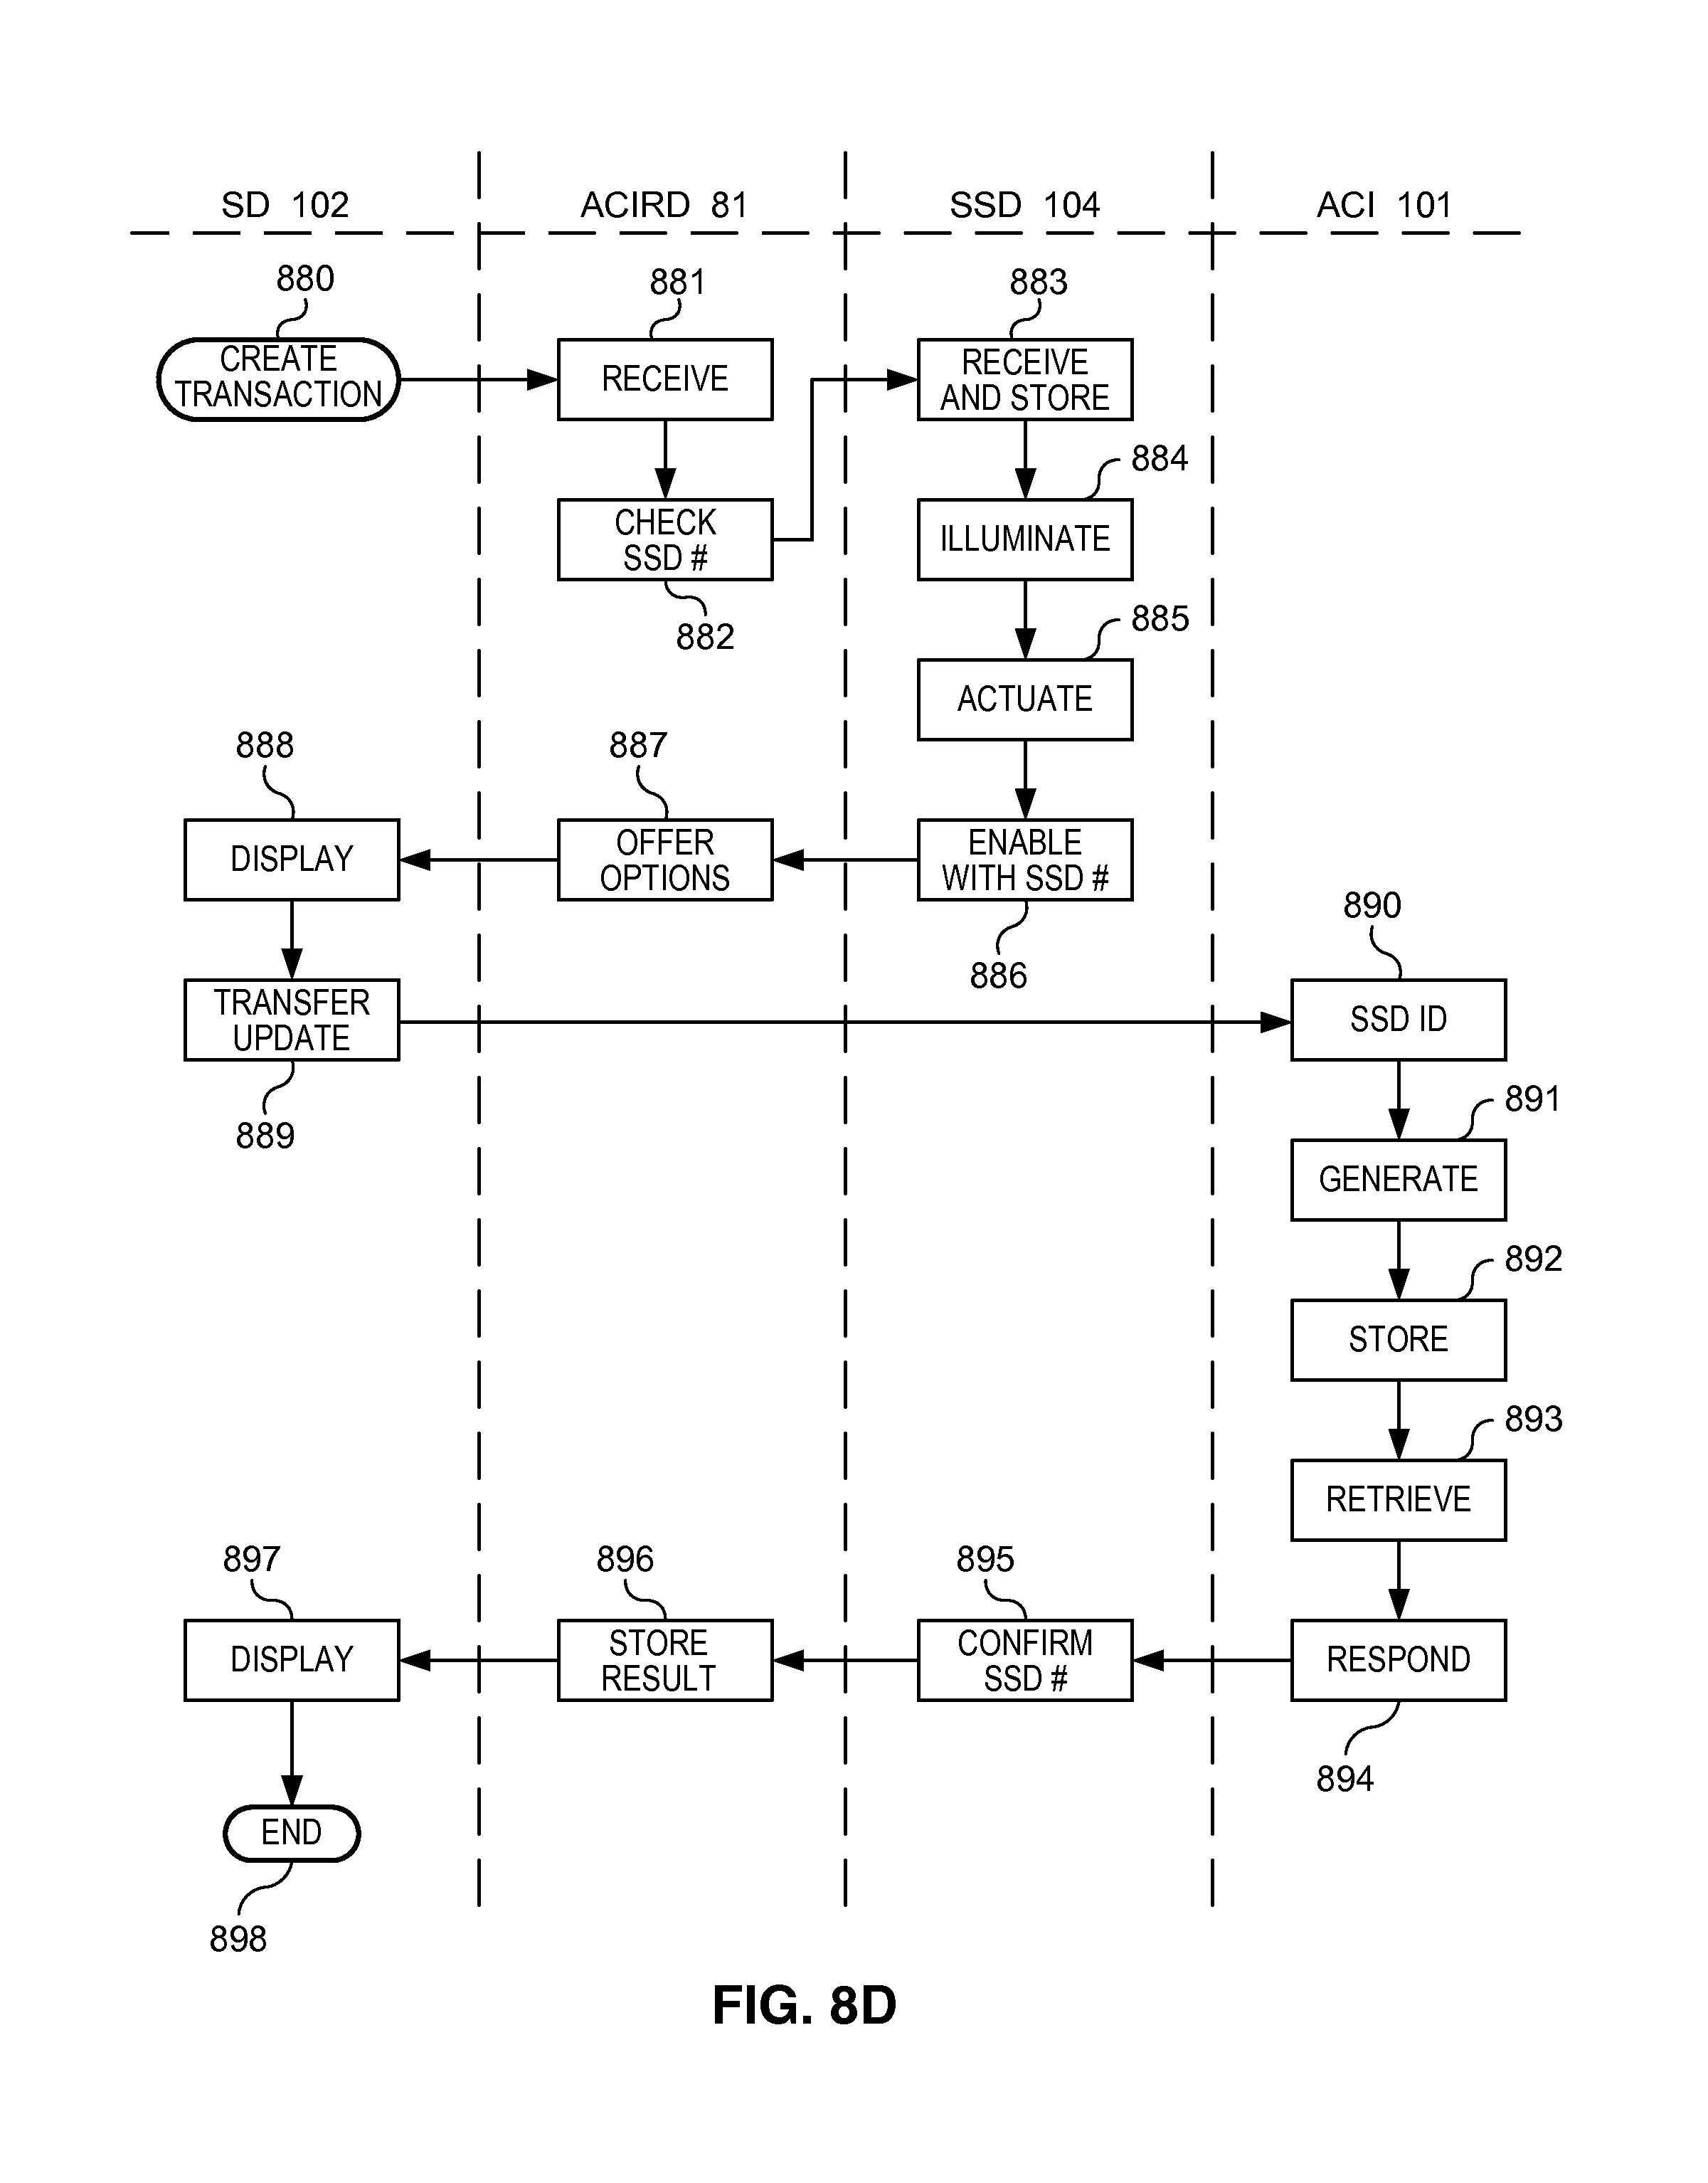 SD 102 ACIRD 81 SSD 104 ACI 101
880 881 883
CREATE
TRANSACTION
RECEIVE
RECEIVE
AND STORE
884
CHECK
SSD #
ILLUMINATE
882
885
ACTUATE
888 887
DISPLAY
OFFER
OPTIONS
ENABLE
WITH SSD #
886
890
TRANSFER
UPDATE
SSD ID
889
891
GENERATE
892
STORE
893
RETRIEVE
897 896 895
DISPLAY
STORE
RESULT
CONFIRM
SSD #
RESPOND
894
END
898
FIG. 8D